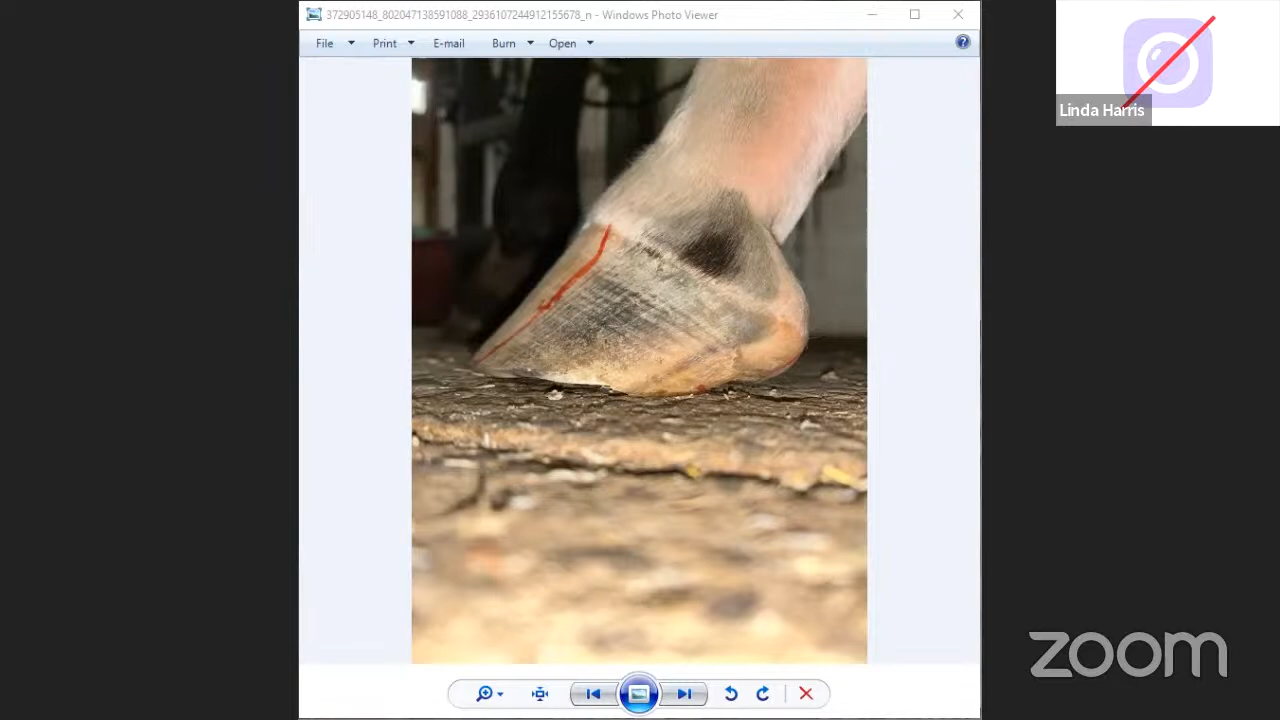 372905148_802047138591088_2936107244912155678_n - Windows Photo Viewer
File Print E-mail Burn Open
Linda Harris
zoom